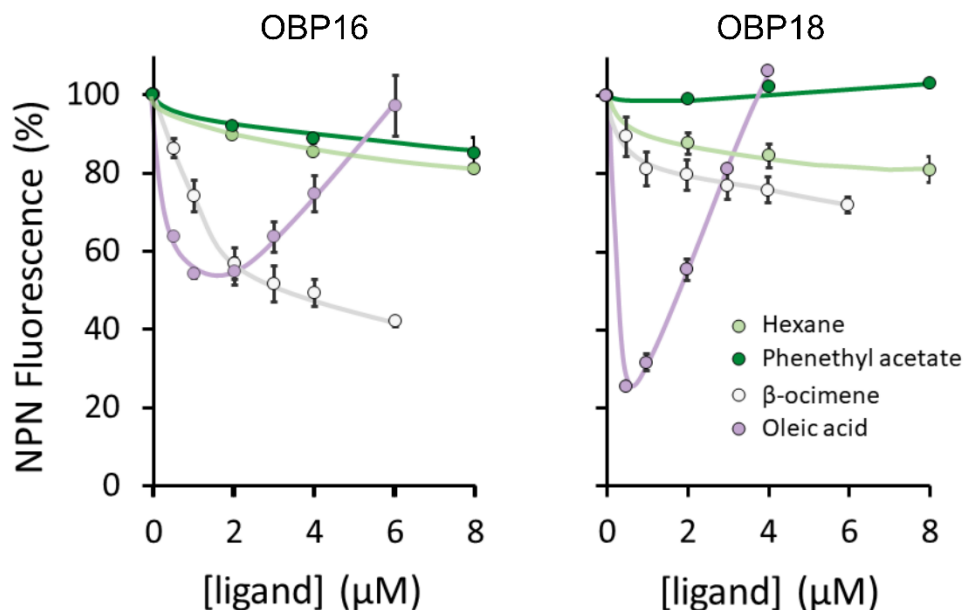 OBP16
OBP18
NPN Fluorescence (%)
100
80
60
40
20
0
0 2 4 6 8
0 2 4 6 8
[ligand] (µM)
[ligand] (µM)
Hexane
Phenethyl acetate
β-ocimene
Oleic acid